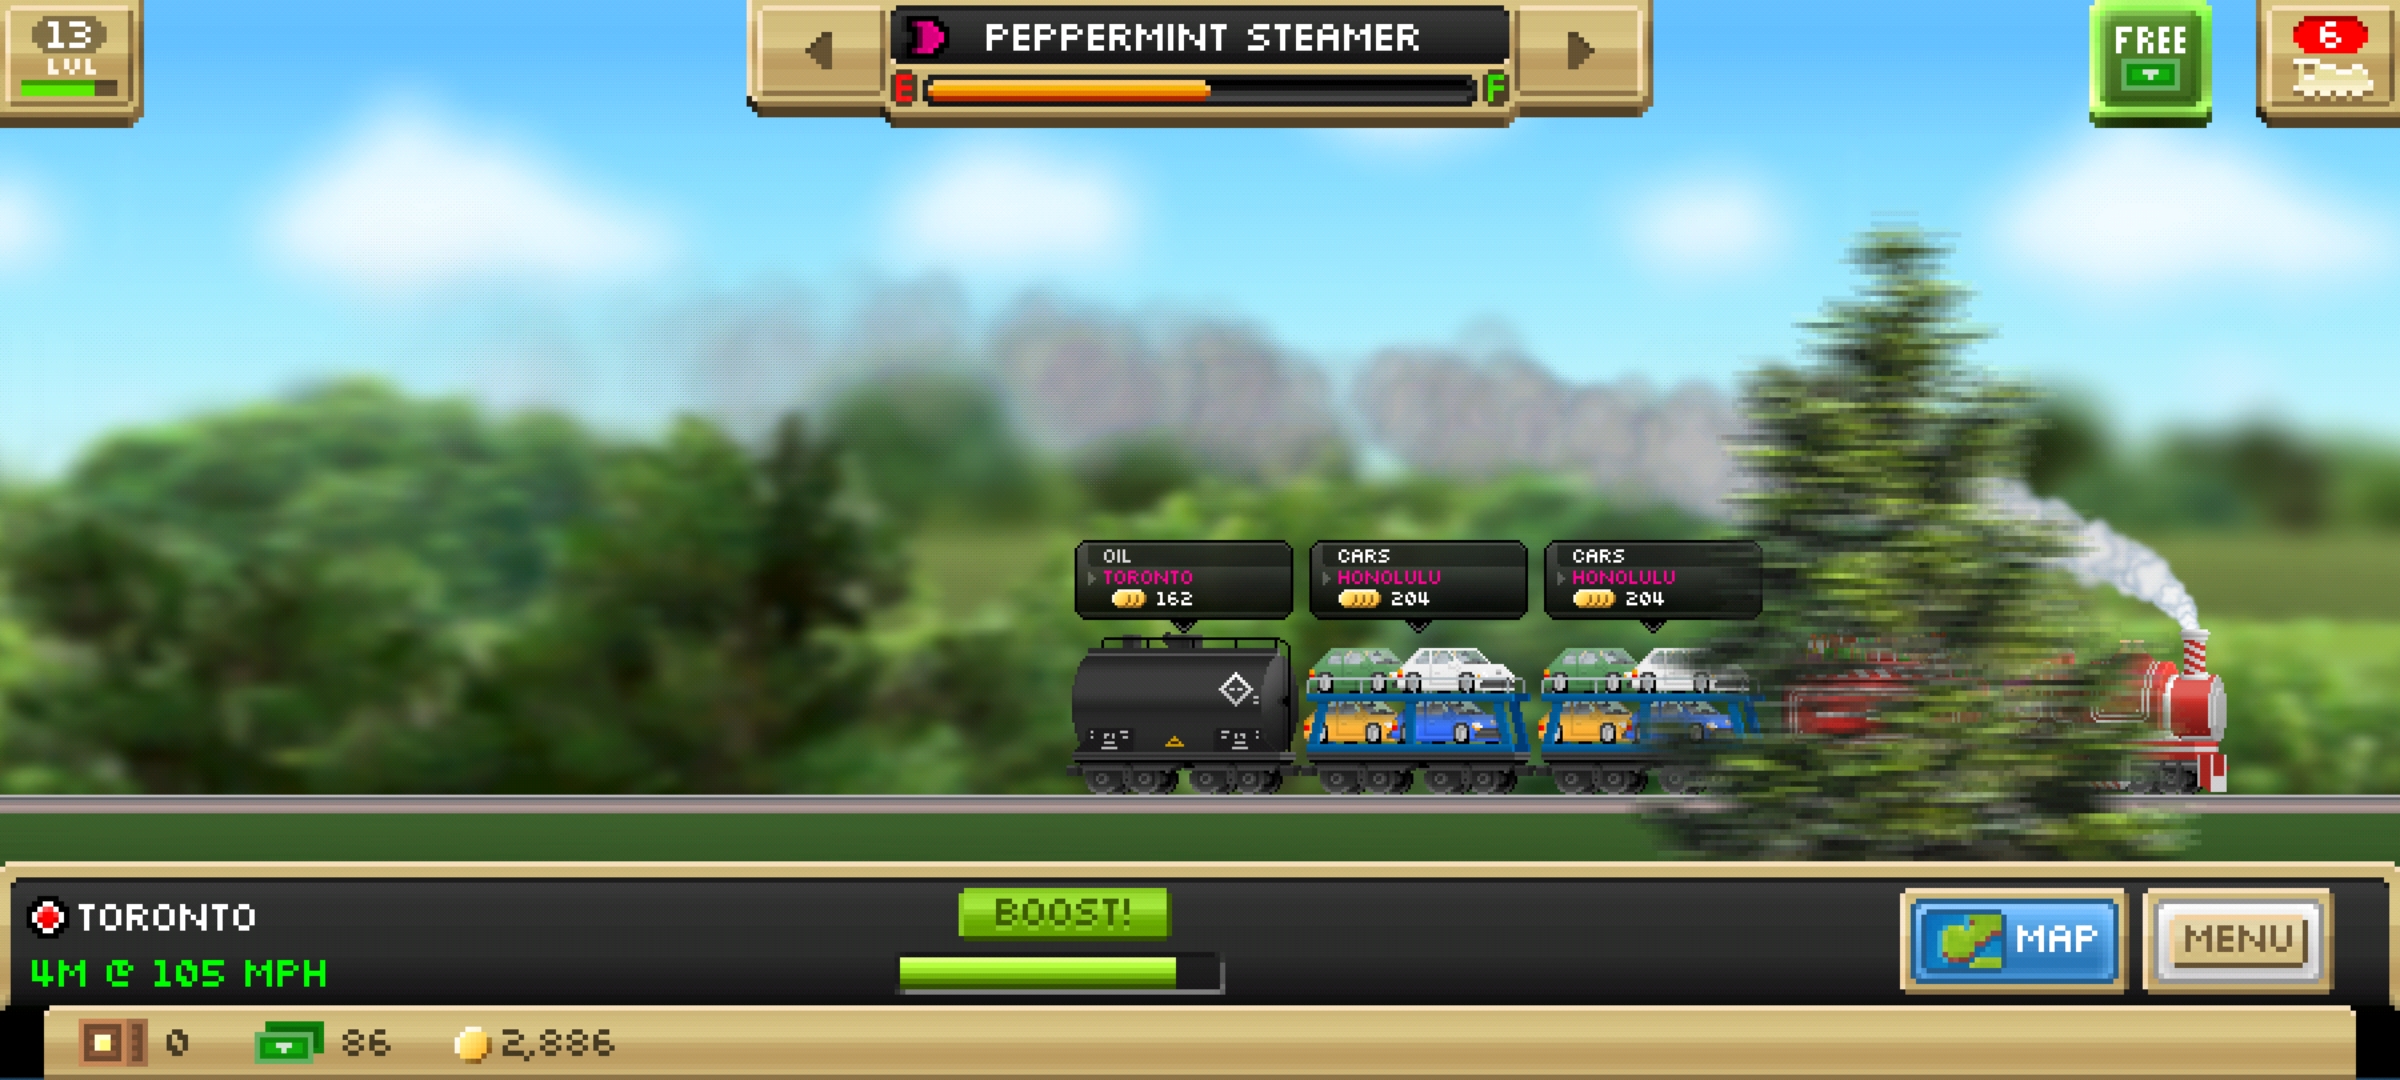 13
LVL
PEPPERMINT STEAMER
E F
FREE
6
OIL
TORONTO
162
CARS
HONOLULU
204
CARS
HONOLULU
204
TORONTO
4M @ 105 MPH
BOOST!
MAP
MENU
0
86
2,886